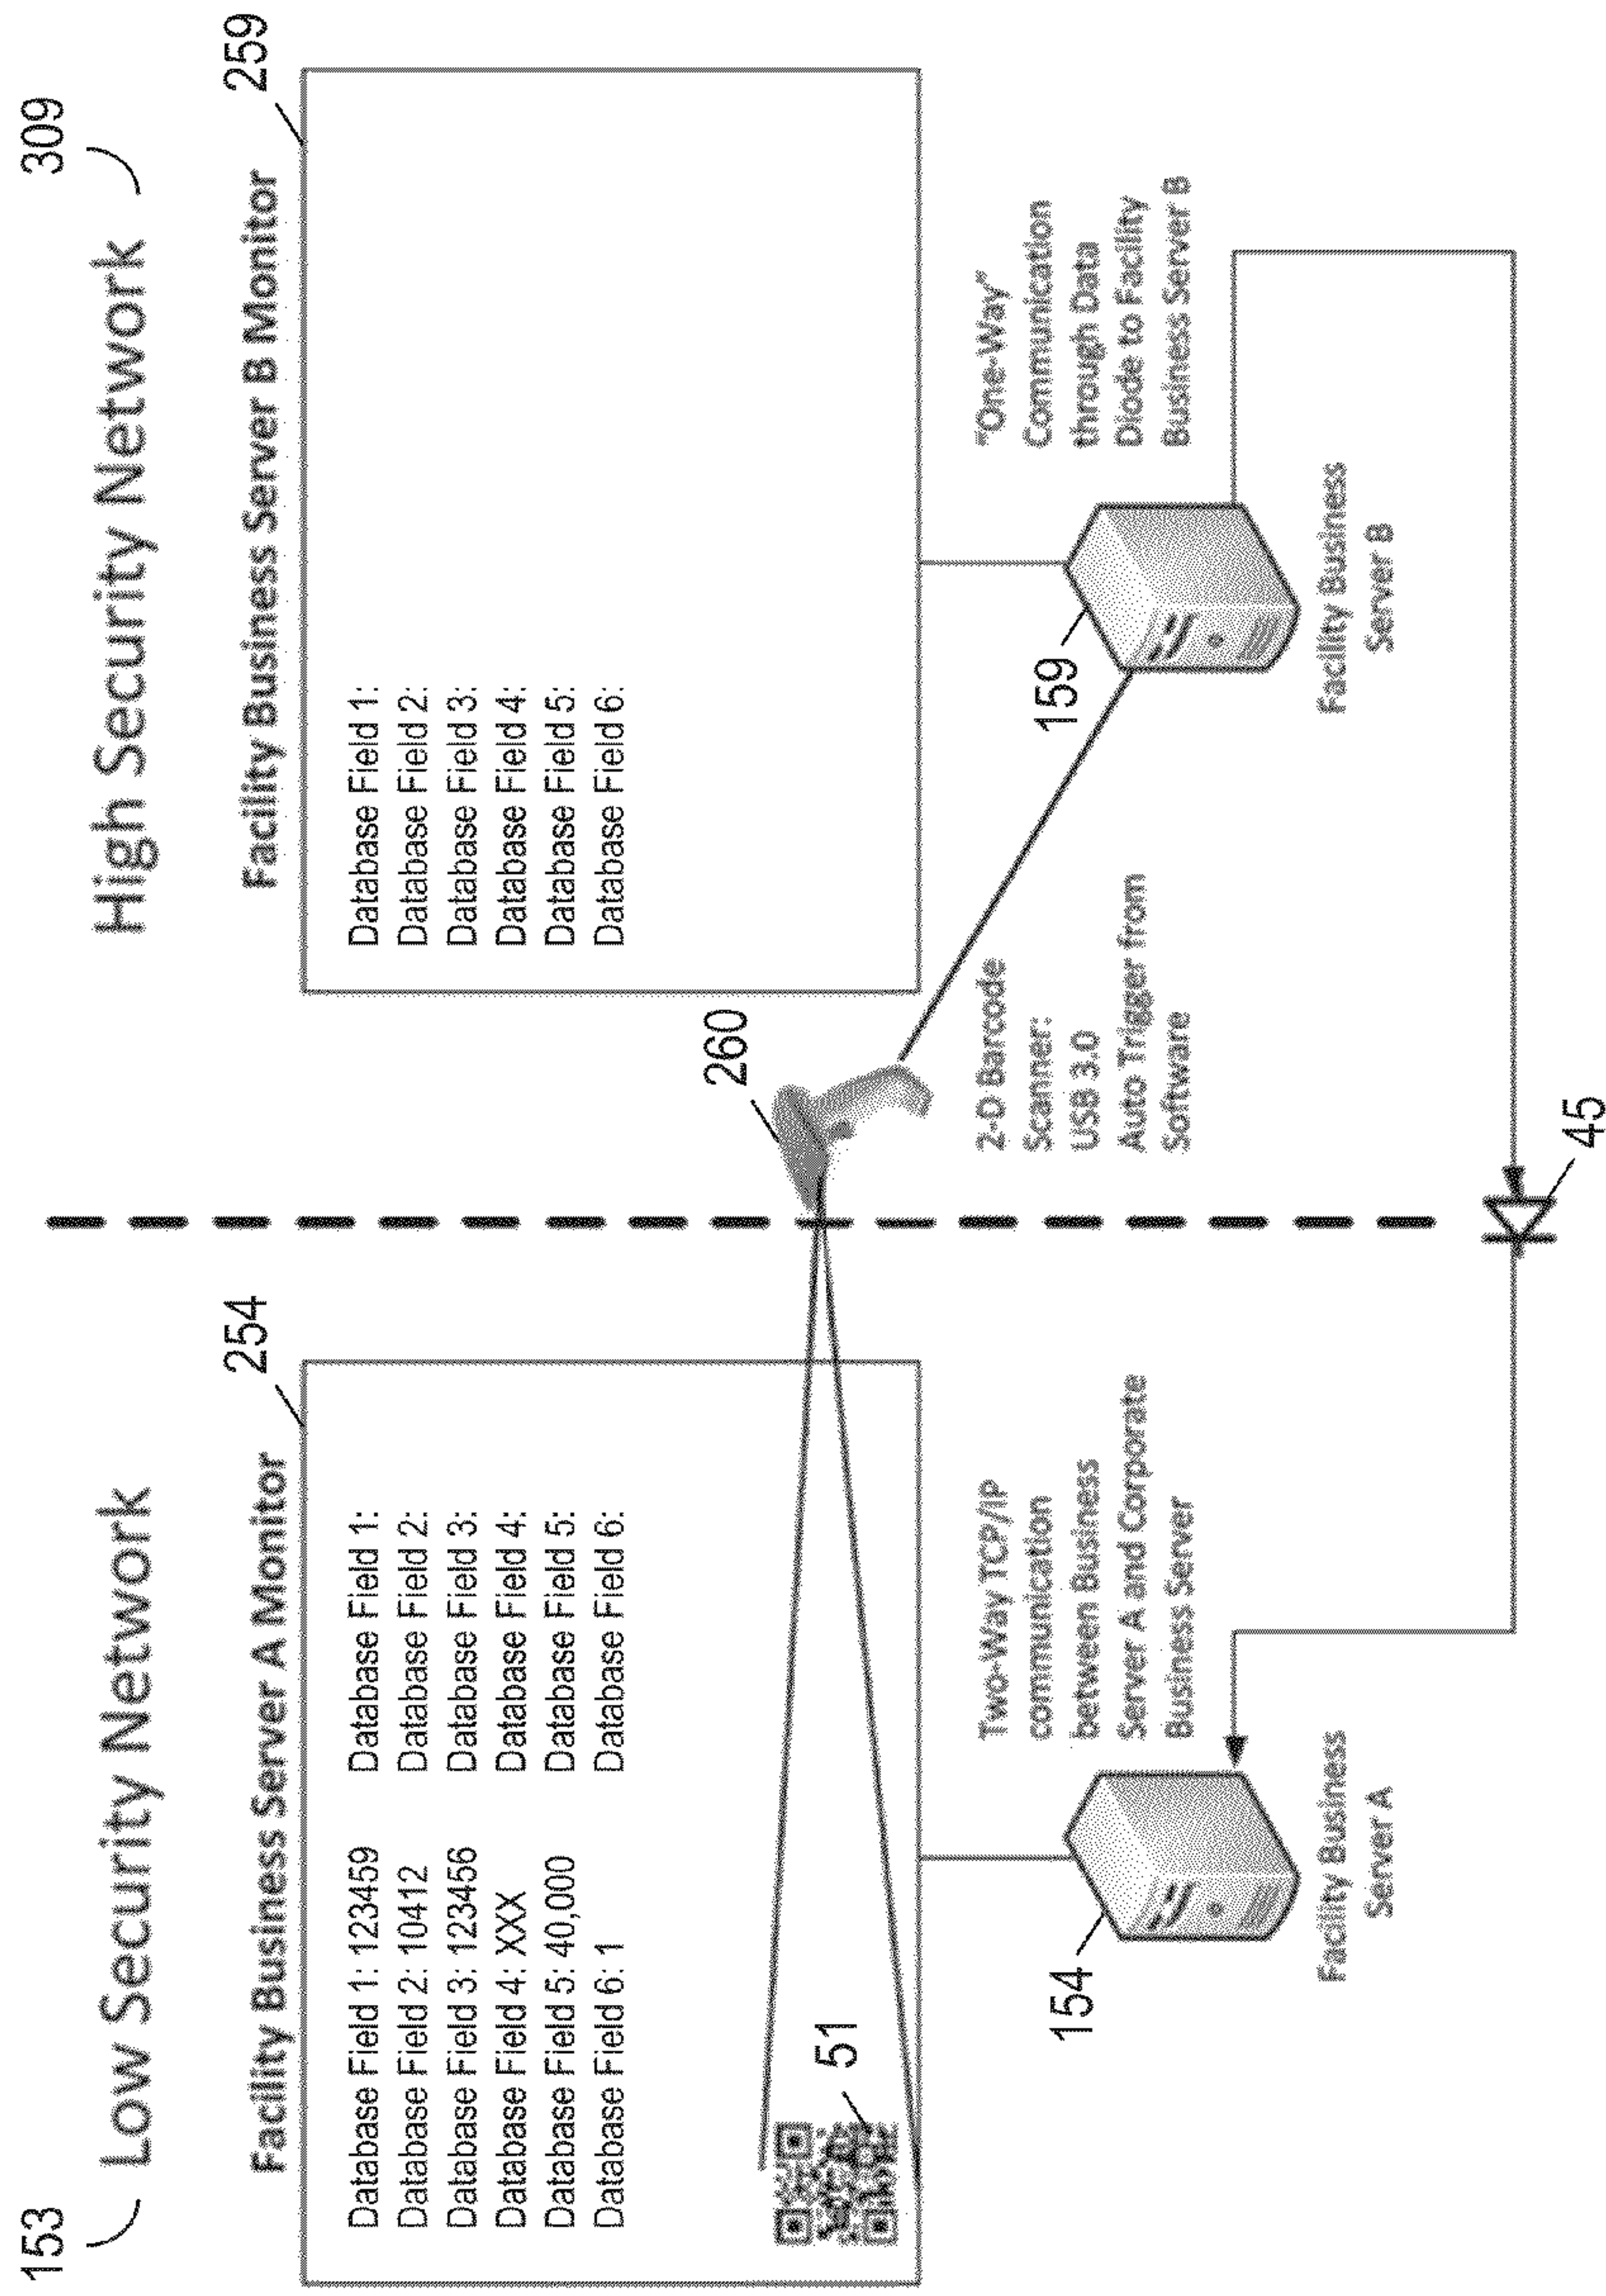 153
Low Security Network
309
High Security Network
Facility Business Server A Monitor
254
Database Field 1: 123459
Database Field 2: 10412
Database Field 3: 123456
Database Field 4: XXX
Database Field 5: 40,000
Database Field 6: 1
Database Field 1:
Database Field 2:
Database Field 3:
Database Field 4:
Database Field 5:
Database Field 6:
51
Facility Business Server B Monitor
259
Database Field 1:
Database Field 2:
Database Field 3:
Database Field 4:
Database Field 5:
Database Field 6:
260
2-D Barcode
Scanner:
USB 3.0
Auto Trigger from
Software
154
Facility Business
Server A
Two-Way TCP/IP
communication
between Business
Server A and Corporate
Business Server
159
Facility Business
Server B
"One-Way"
Communication
through Data
Diode to Facility
Business Server B
45